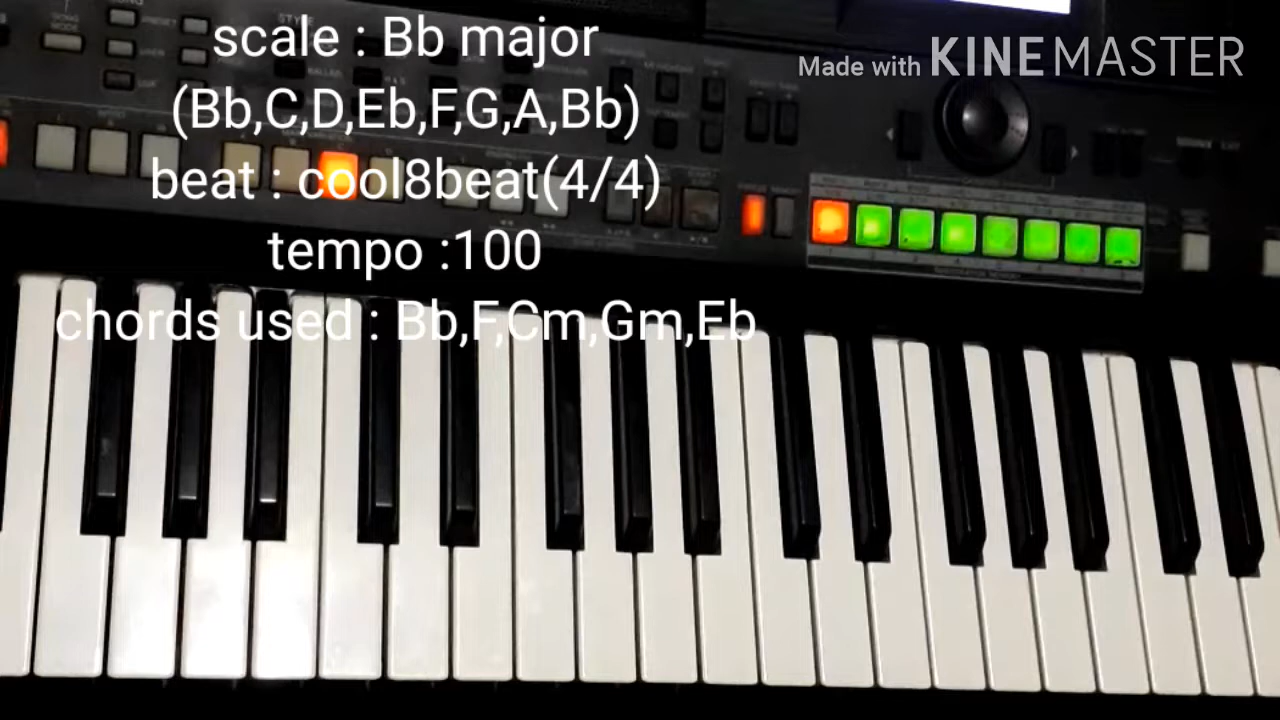 scale : Bb major
(Bb,C,D,Eb,F,G,A,Bb)
beat : cool8beat(4/4)
tempo :100
chords used : Bb,F,Cm,Gm,Eb
Made with KINEMASTER
STYLE